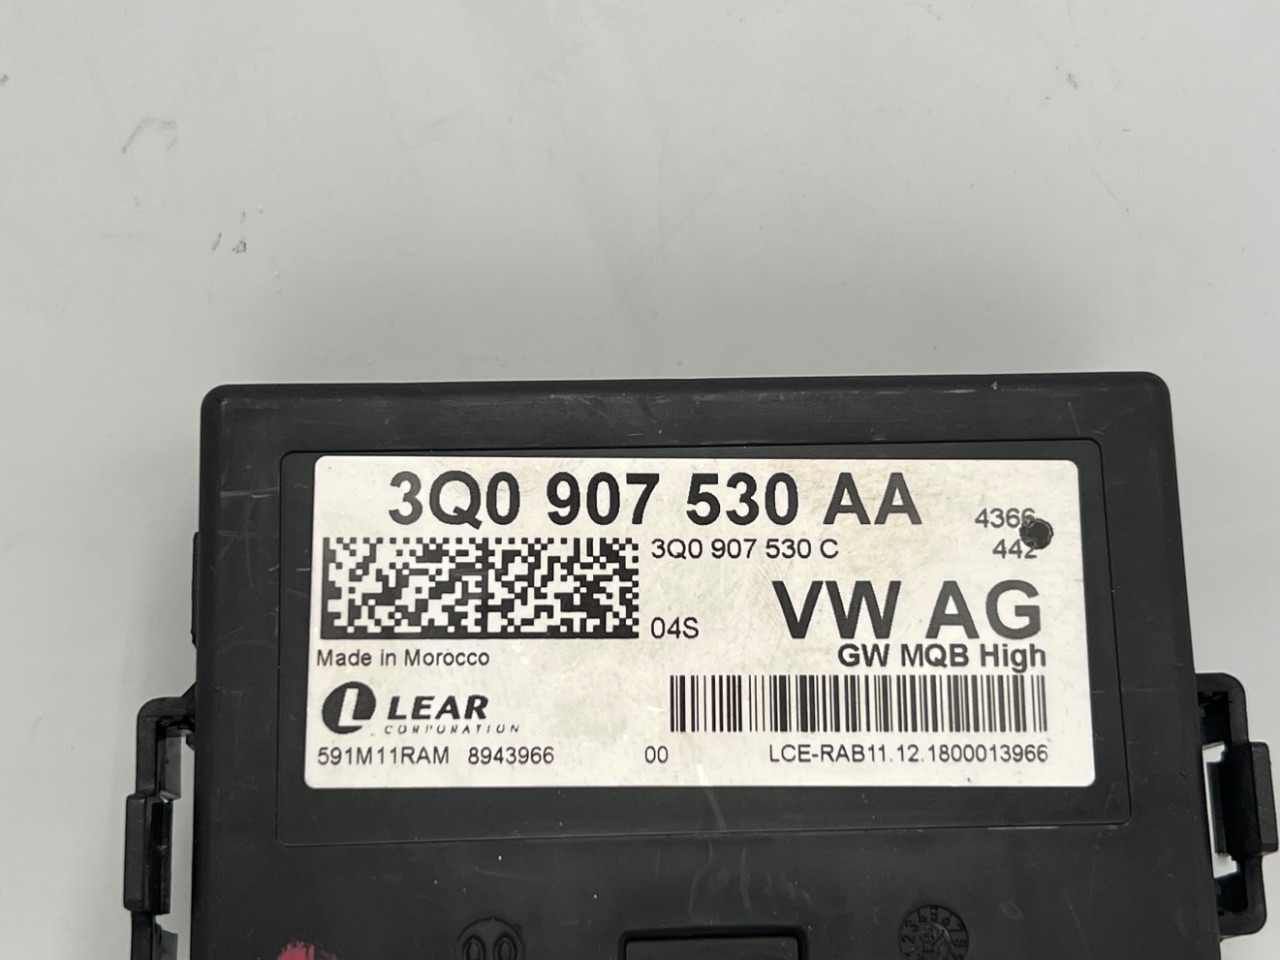 3Q0 907 530 AA
4366
3Q0 907 530 C
442
04S
VW AG
Made in Morocco
GW MQB High
LEAR
CORPORATION
591M11RAM 8943966 00 LCE-RAB11.12.1800013966
00